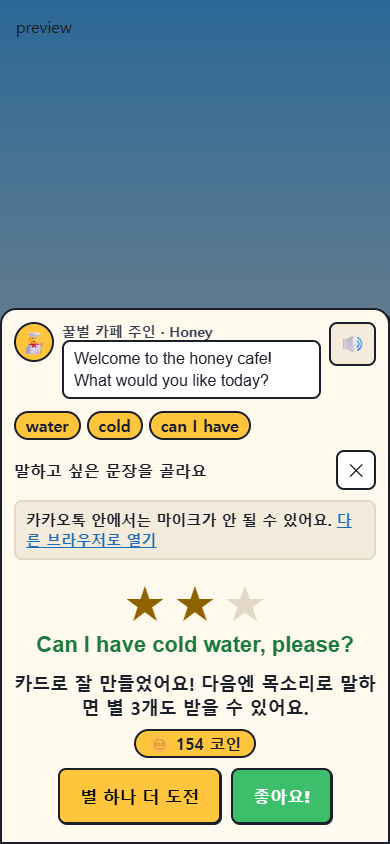 preview
꿀벌 카페 주인 · Honey
Welcome to the honey cafe!
What would you like today?
water cold can I have
말하고 싶은 문장을 골라요
카카오톡 안에서는 마이크가 안 될 수 있어요. 다
른 브라우저로 열기
Can I have cold water, please?
카드로 잘 만들었어요! 다음엔 목소리로 말하
면 별 3개도 받을 수 있어요.
154 코인
별 하나 더 도전 좋아요!